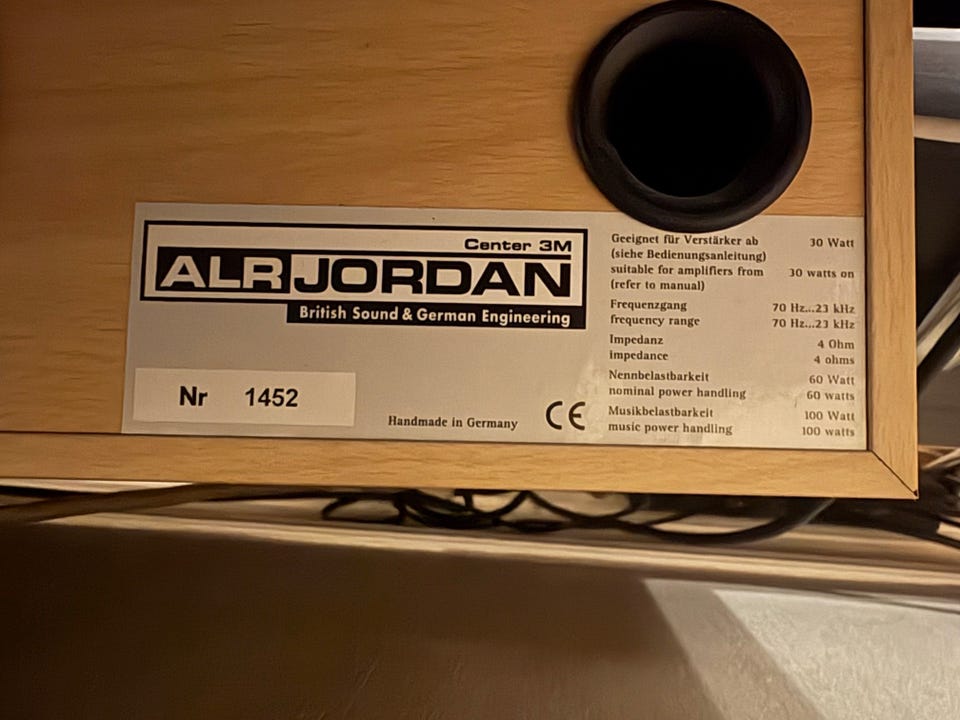 Center 3M
ALR JORDAN
British Sound & German Engineering
Nr 1452
Handmade in Germany
CE
Geeignet für Verstärker ab 30 Watt
(siehe Bedienungsanleitung)
suitable for amplifiers from 30 watts on
(refer to manual)
Frequenzgang 70 Hz...23 kHz
frequency range 70 Hz...23 kHz
Impedanz 4 Ohm
impedance 4 ohms
Nennbelastbarkeit 60 Watt
nominal power handling 60 watts
Musikbelastbarkeit 100 Watt
music power handling 100 watts